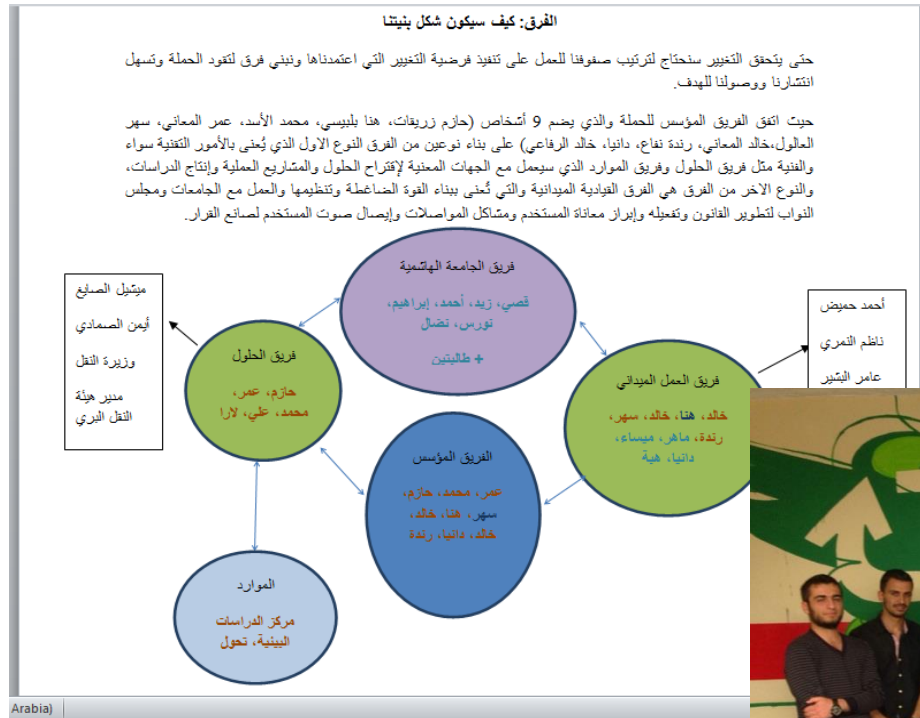 الفرق: كيف سيكون شكل بنيتنا
حتى يتحقق التغيير سنحتاج لترتيب صفوفنا للعمل على تنفيذ فرضية التغيير التي اعتمدناها ونبني فرق لتقود الحملة وتسهل
انتشارنا ووصولنا للهدف.
حيث اتفق الفريق المؤسس للحملة والذي يضم 9 أشخاص (حازم زريقات، هنا بلبيسي، محمد الأسد، عمر المعاني، سهر
العالول،خالد المعاني، رندة نفاع، دانيا، خالد الرفاعي) على بناء نوعين من الفرق النوع الاول الذي يُعنى بالأمور التقنية سواء
والفنية مثل فريق الحلول وفريق الموارد الذي سيعمل مع الجهات المعنية لإقتراح الحلول والمشاريع العملية وإنتاج الدراسات،
والنوع الاخر من الفرق هي الفرق القيادية الميدانية والتي تُعنى ببناء القوة الضاغطة وتنظيمها والعمل مع الجامعات ومجلس
النواب لتطوير القانون وتفعيله وإبراز معاناة المستخدم ومشاكل المواصلات وإيصال صوت المستخدم لصانع القرار.
فريق الجامعة الهاشمية
قصي، زيد، أحمد، إبراهيم،
نورس، نضال
+ طالبتين
أحمد حميض
ناظم النمري
عامر البشير
فريق العمل الميداني
خالد، هنا، خالد، سهر،
رندة، ماهر، ميساء،
دانيا، هبة
ميشيل الصايغ
أيمن الصمادي
وزيرة النقل
مدير هيئة
النقل البري
فريق الحلول
حازم، عمر،
محمد، علي، لارا
الفريق المؤسس
عمر، محمد، حازم،
سهر، هنا، خالد،
خالد، دانيا، رندة
الموارد
مركز الدراسات
البينية، تحول
Arabia)